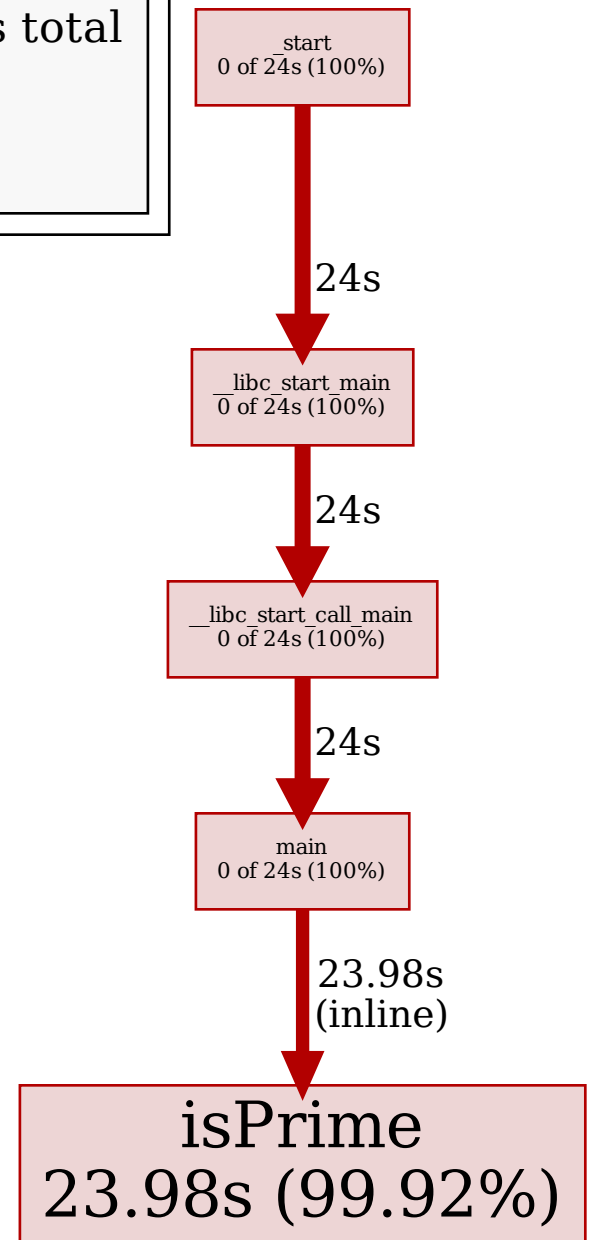 s total
_start
0 of 24s (100%)
24s
__libc_start_main
0 of 24s (100%)
24s
__libc_start_call_main
0 of 24s (100%)
24s
main
0 of 24s (100%)
23.98s
(inline)
isPrime
23.98s (99.92%)